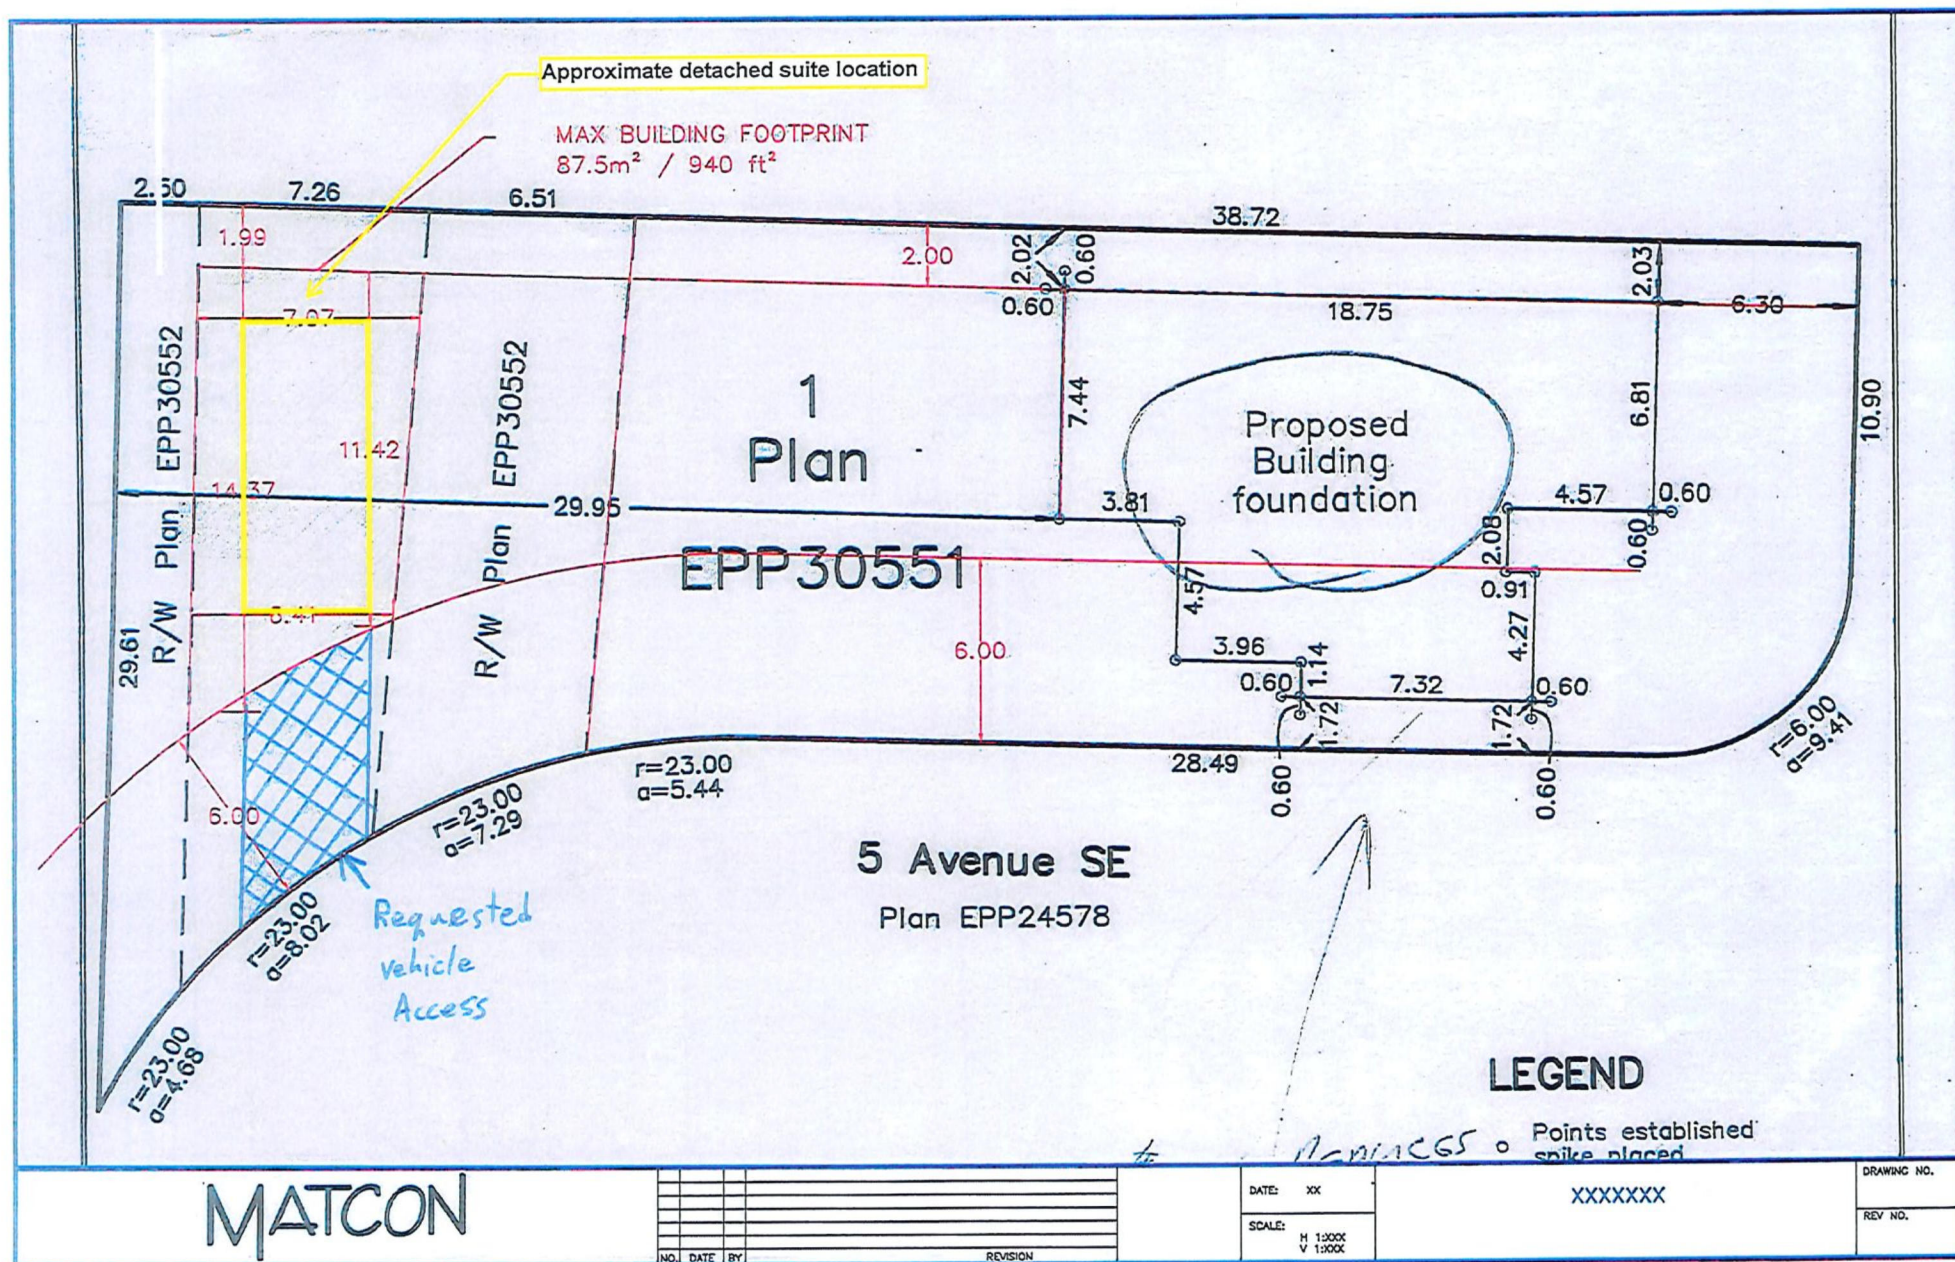 Approximate detached suite location
MAX BUILDING FOOTPRINT
87.5m² / 940 ft²
2.50
7.26
6.51
38.72
1.99
2.00
2.02
0.60
0.60
2.03
7.07
18.75
6.30
R/W Plan EPP30552
R/W Plan EPP30552
1
Plan
EPP30551
7.44
Proposed
Building
foundation
6.81
10.90
11.42
14.37
29.95
3.81
4.57
0.60
0.60
2.08
0.91
4.57
4.27
29.61
6.00
3.96
1.14
0.60
7.32
0.60
1.72
1.72
28.49
0.60
0.60
r=6.00
a=9.41
r=23.00
a=5.44
r=23.00
a=7.29
6.00
r=23.00
a=8.02
r=23.00
a=4.68
Requested
vehicle
Access
5 Avenue SE
Plan EPP24578
LEGEND
Points established
spike placed
MATCON
NO. DATE BY REVISION
DATE: XX
SCALE: H 1:XXX
V 1:XXX
XXXXXXX
DRAWING NO.
REV NO.